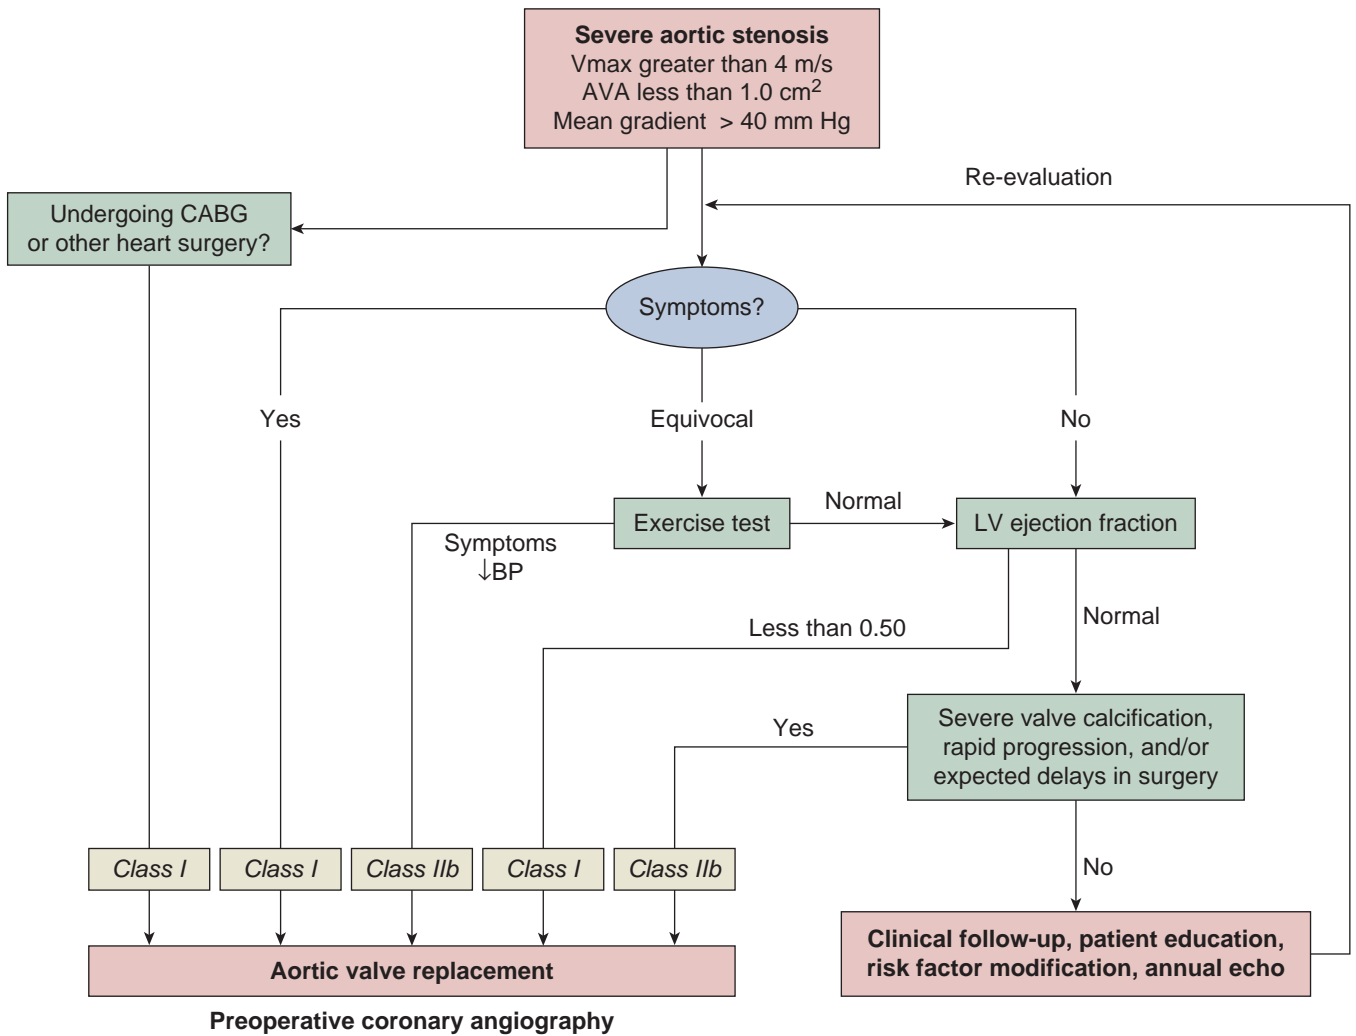 Severe aortic stenosis
Vmax greater than 4 m/s
AVA less than 1.0 cm²
Mean gradient > 40 mm Hg
Re-evaluation
Undergoing CABG
or other heart surgery?
Symptoms?
Yes
Equivocal
No
Exercise test
Normal
LV ejection fraction
Symptoms
↓BP
Less than 0.50
Normal
Severe valve calcification,
rapid progression, and/or
expected delays in surgery
Yes
No
Class I
Class I
Class IIb
Class I
Class IIb
Aortic valve replacement
Clinical follow-up, patient education,
risk factor modification, annual echo
Preoperative coronary angiography